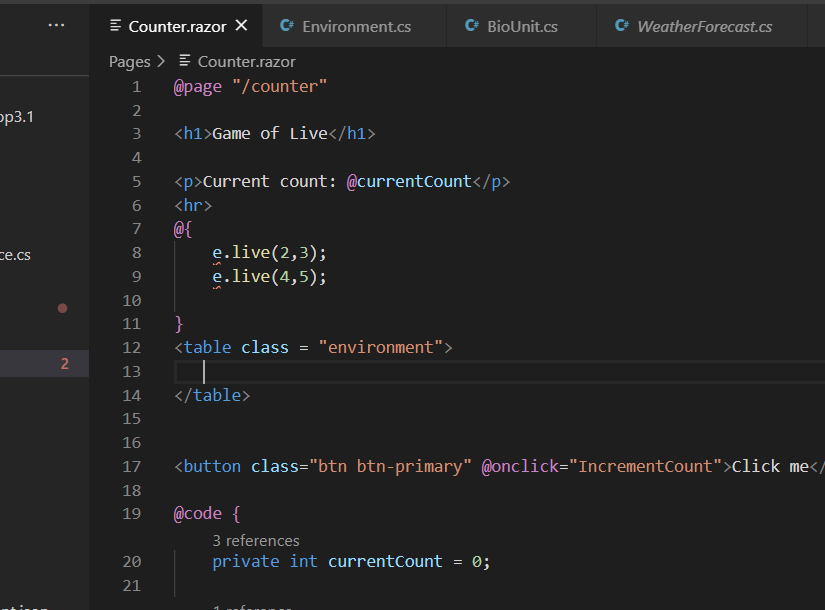 ··· Counter.razor × C# Environment.cs C# BioUnit.cs C# WeatherForecast.cs
Pages > Counter.razor
1 @page "/counter"
2
3 <h1>Game of Live</h1>
4
5 <p>Current count: @currentCount</p>
6 <hr>
7 @{
8 e.live(2,3);
9 e.live(4,5);
10
11 }
12 <table class = "environment">
13
14 </table>
15
16
17 <button class="btn btn-primary" @onclick="IncrementCount">Click me</
18
19 @code {
3 references
20 private int currentCount = 0;
21
op3.1
ce.cs
2